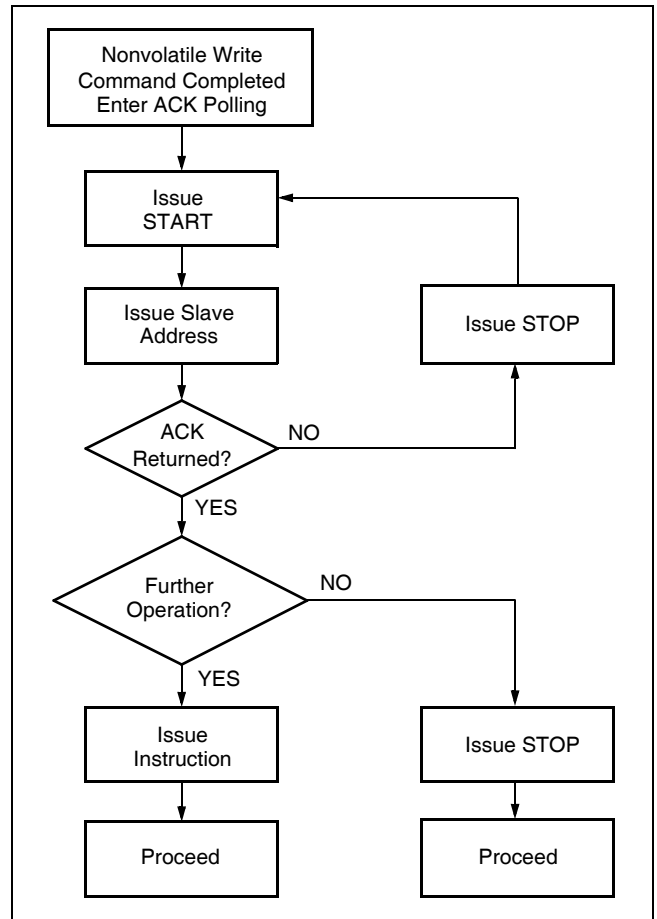 Nonvolatile Write
Command Completed
Enter ACK Polling
Issue
START
Issue Slave
Address
Issue STOP
ACK
Returned?
NO
YES
Further
Operation?
NO
YES
Issue
Instruction
Issue STOP
Proceed
Proceed